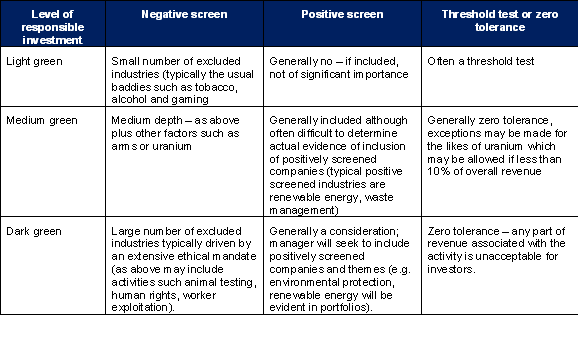 Level of responsible investment
Negative screen
Positive screen
Threshold test or zero tolerance
Light green
Small number of excluded
industries (typically the usual
baddies such as tobacco,
alcohol and gaming
Generally no – if included,
not of significant importance
Often a threshold test
Medium green
Medium depth – as above
plus other factors such as
arms or uranium
Generally included although
often difficult to determine
actual evidence of inclusion
of positively screened
companies (typical positive
screened industries are
renewable energy, waste
management)
Generally zero tolerance,
exceptions may be made for
the likes of uranium which
may be allowed if less than
10% of overall revenue
Dark green
Large number of excluded
industries typically driven by
an extensive ethical mandate
(as above may include
activities such animal testing,
human rights, worker
exploitation).
Generally a consideration;
manager will seek to include
positively screened
companies and themes (e.g.
environmental protection,
renewable energy will be
evident in portfolios).
Zero tolerance – any part of
revenue associated with the
activity is unacceptable for
investors.